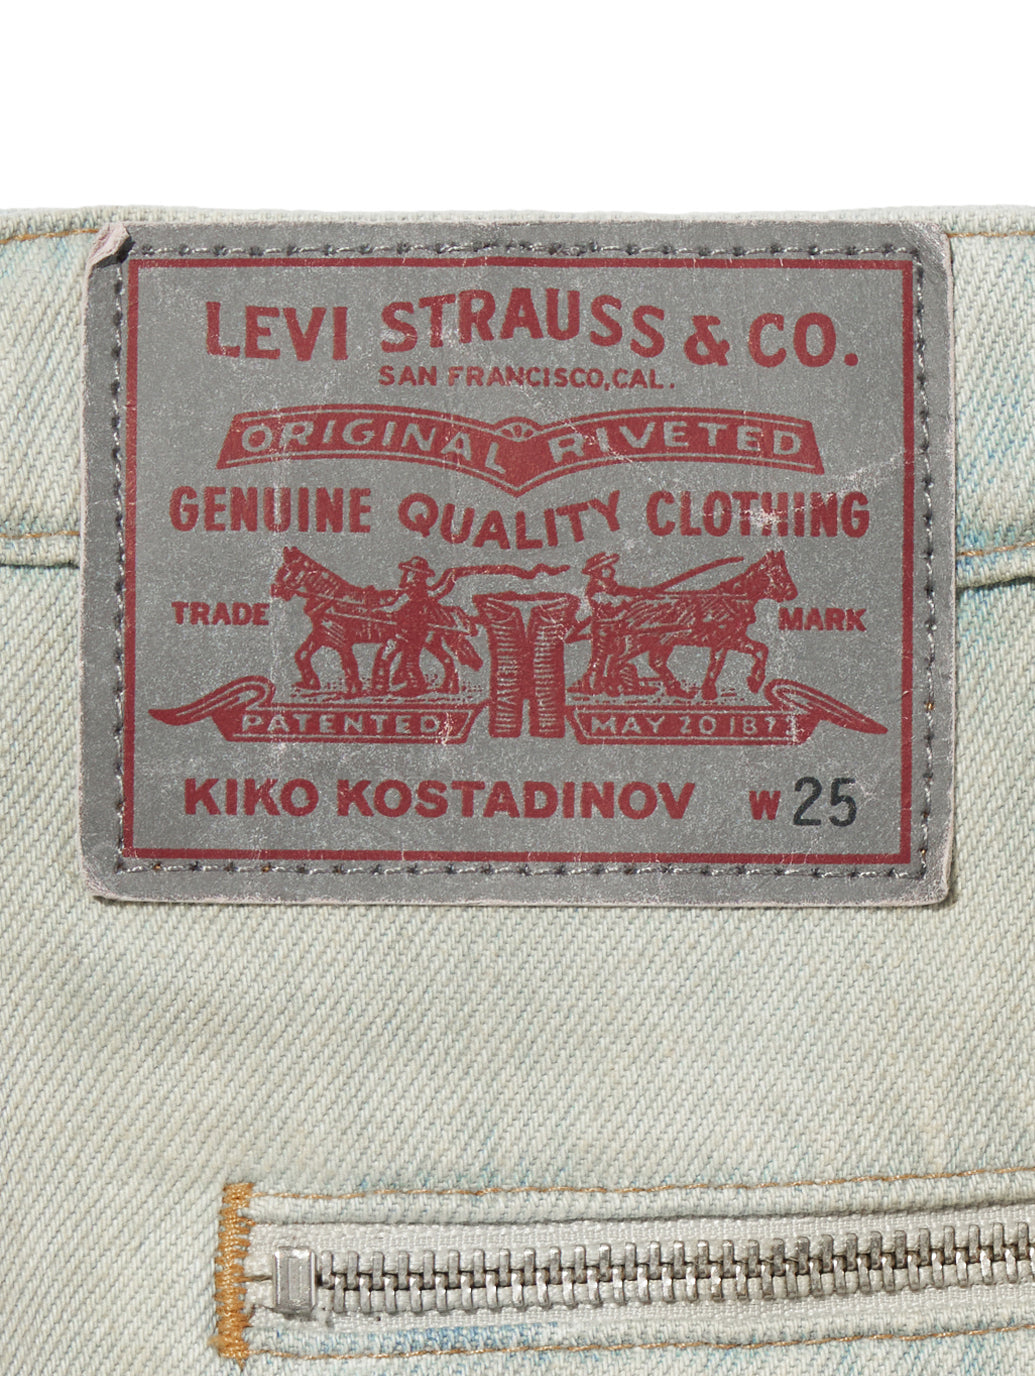 LEVI STRAUSS & CO.
SAN FRANCISCO, CAL.
ORIGINAL RIVETED
GENUINE QUALITY CLOTHING
TRADE MARK
PATENTED MAY 20 1873
KIKO KOSTADINOV W 25